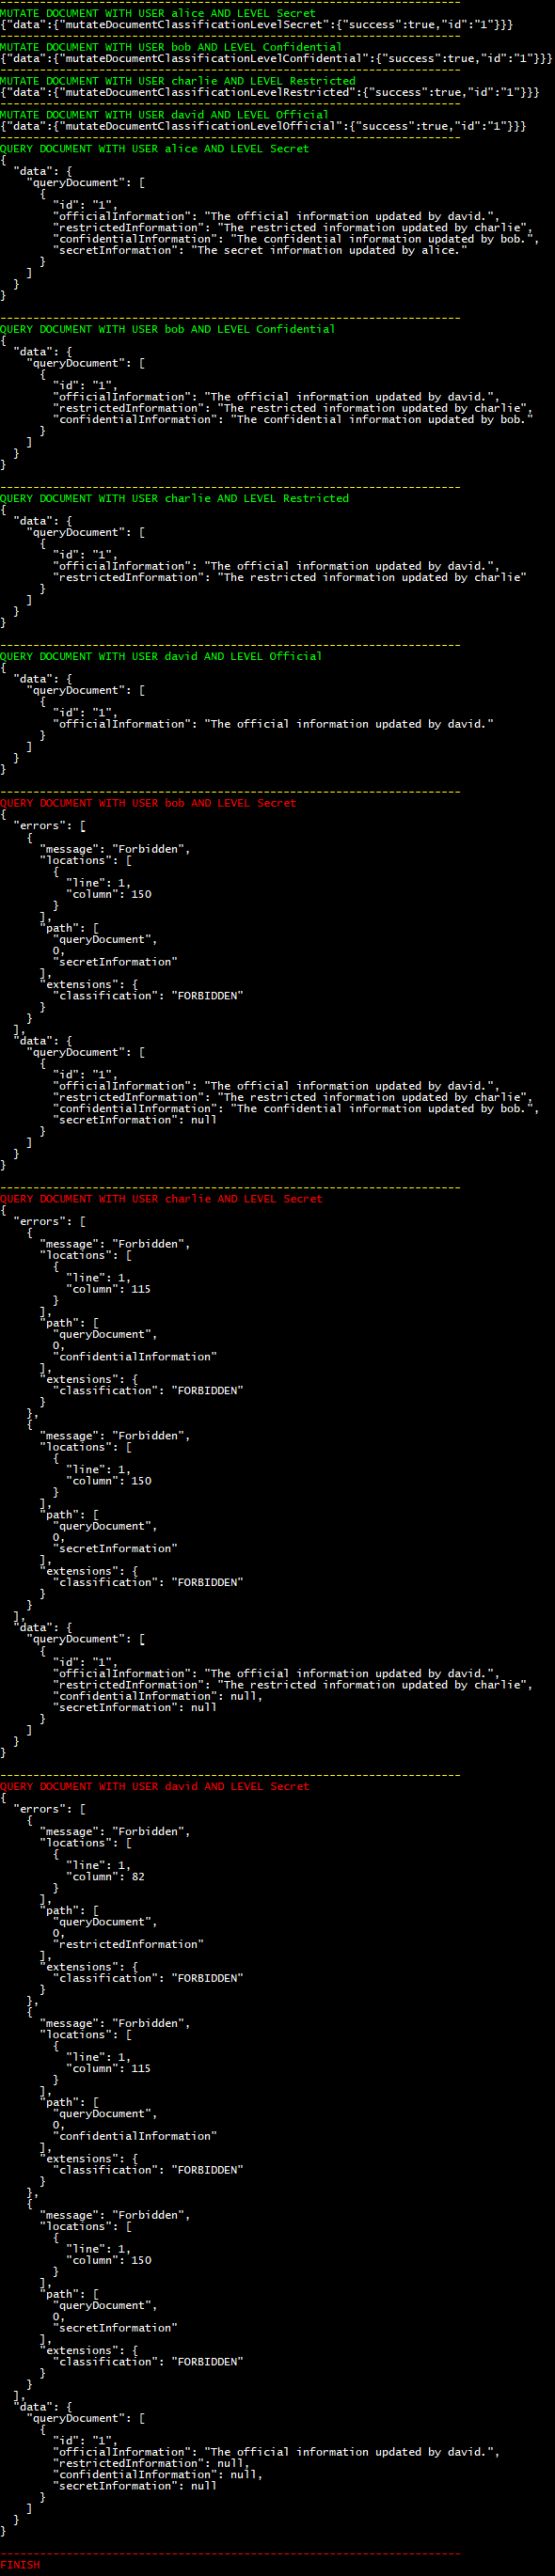 ----------------------------------------------------------------------
MUTATE DOCUMENT WITH USER alice AND LEVEL Secret
{"data":{"mutateDocumentClassificationLevelSecret":{"success":true,"id":"1"}}}
----------------------------------------------------------------------
MUTATE DOCUMENT WITH USER bob AND LEVEL Confidential
{"data":{"mutateDocumentClassificationLevelConfidential":{"success":true,"id":"1"}}}
----------------------------------------------------------------------
MUTATE DOCUMENT WITH USER charlie AND LEVEL Restricted
{"data":{"mutateDocumentClassificationLevelRestricted":{"success":true,"id":"1"}}}
----------------------------------------------------------------------
MUTATE DOCUMENT WITH USER david AND LEVEL Official
{"data":{"mutateDocumentClassificationLevelOfficial":{"success":true,"id":"1"}}}
----------------------------------------------------------------------
QUERY DOCUMENT WITH USER alice AND LEVEL Secret
{
  "data": {
    "queryDocument": [
      {
        "id": "1",
        "officialInformation": "The official information updated by david.",
        "restrictedInformation": "The restricted information updated by charlie",
        "confidentialInformation": "The confidential information updated by bob.",
        "secretInformation": "The secret information updated by alice."
      }
    ]
  }
}
----------------------------------------------------------------------
QUERY DOCUMENT WITH USER bob AND LEVEL Confidential
{
  "data": {
    "queryDocument": [
      {
        "id": "1",
        "officialInformation": "The official information updated by david.",
        "restrictedInformation": "The restricted information updated by charlie",
        "confidentialInformation": "The confidential information updated by bob."
      }
    ]
  }
}
----------------------------------------------------------------------
QUERY DOCUMENT WITH USER charlie AND LEVEL Restricted
{
  "data": {
    "queryDocument": [
      {
        "id": "1",
        "officialInformation": "The official information updated by david.",
        "restrictedInformation": "The restricted information updated by charlie"
      }
    ]
  }
}
----------------------------------------------------------------------
QUERY DOCUMENT WITH USER david AND LEVEL Official
{
  "data": {
    "queryDocument": [
      {
        "id": "1",
        "officialInformation": "The official information updated by david."
      }
    ]
  }
}
----------------------------------------------------------------------
QUERY DOCUMENT WITH USER bob AND LEVEL Secret
{
  "errors": [
    {
      "message": "Forbidden",
      "locations": [
        {
          "line": 1,
          "column": 150
        }
      ],
      "path": [
        "queryDocument",
        0,
        "secretInformation"
      ],
      "extensions": {
        "classification": "FORBIDDEN"
      }
    }
  ],
  "data": {
    "queryDocument": [
      {
        "id": "1",
        "officialInformation": "The official information updated by david.",
        "restrictedInformation": "The restricted information updated by charlie",
        "confidentialInformation": "The confidential information updated by bob.",
        "secretInformation": null
      }
    ]
  }
}
----------------------------------------------------------------------
QUERY DOCUMENT WITH USER charlie AND LEVEL Secret
{
  "errors": [
    {
      "message": "Forbidden",
      "locations": [
        {
          "line": 1,
          "column": 115
        }
      ],
      "path": [
        "queryDocument",
        0,
        "confidentialInformation"
      ],
      "extensions": {
        "classification": "FORBIDDEN"
      }
    },
    {
      "message": "Forbidden",
      "locations": [
        {
          "line": 1,
          "column": 150
        }
      ],
      "path": [
        "queryDocument",
        0,
        "secretInformation"
      ],
      "extensions": {
        "classification": "FORBIDDEN"
      }
    }
  ],
  "data": {
    "queryDocument": [
      {
        "id": "1",
        "officialInformation": "The official information updated by david.",
        "restrictedInformation": "The restricted information updated by charlie",
        "confidentialInformation": null,
        "secretInformation": null
      }
    ]
  }
}
----------------------------------------------------------------------
QUERY DOCUMENT WITH USER david AND LEVEL Secret
{
  "errors": [
    {
      "message": "Forbidden",
      "locations": [
        {
          "line": 1,
          "column": 82
        }
      ],
      "path": [
        "queryDocument",
        0,
        "restrictedInformation"
      ],
      "extensions": {
        "classification": "FORBIDDEN"
      }
    },
    {
      "message": "Forbidden",
      "locations": [
        {
          "line": 1,
          "column": 115
        }
      ],
      "path": [
        "queryDocument",
        0,
        "confidentialInformation"
      ],
      "extensions": {
        "classification": "FORBIDDEN"
      }
    },
    {
      "message": "Forbidden",
      "locations": [
        {
          "line": 1,
          "column": 150
        }
      ],
      "path": [
        "queryDocument",
        0,
        "secretInformation"
      ],
      "extensions": {
        "classification": "FORBIDDEN"
      }
    }
  ],
  "data": {
    "queryDocument": [
      {
        "id": "1",
        "officialInformation": "The official information updated by david.",
        "restrictedInformation": null,
        "confidentialInformation": null,
        "secretInformation": null
      }
    ]
  }
}
----------------------------------------------------------------------
FINISH